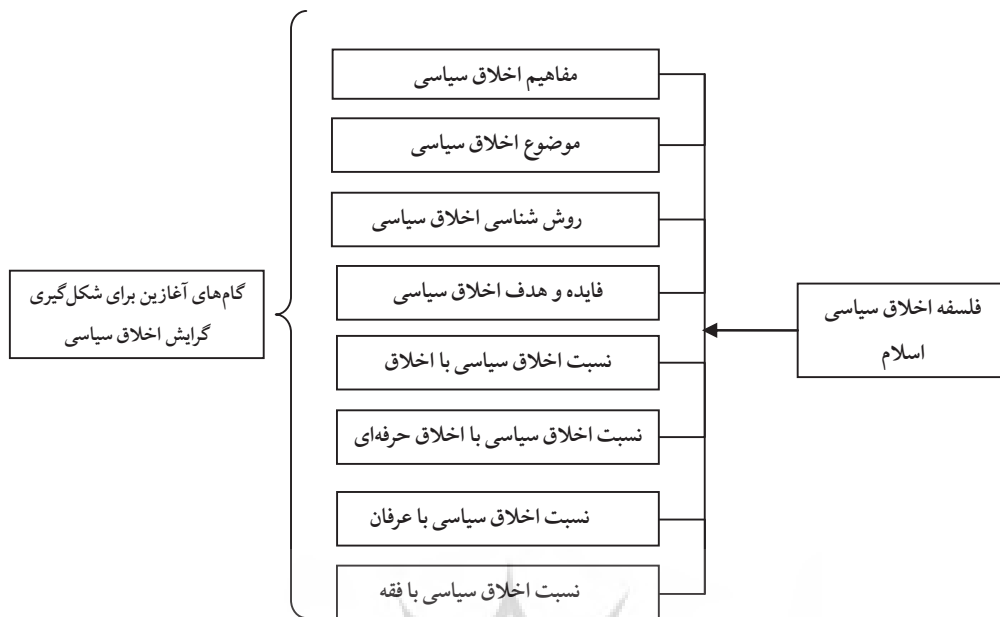 فلسفه اخلاق سیاسی
اسلام
مفاهیم اخلاق سیاسی
موضوع اخلاق سیاسی
روش شناسی اخلاق سیاسی
فایده و هدف اخلاق سیاسی
نسبت اخلاق سیاسی با اخلاق
نسبت اخلاق سیاسی با اخلاق حرفه‌ای
نسبت اخلاق سیاسی با عرفان
نسبت اخلاق سیاسی با فقه
گام‌های آغازین برای شکل‌گیری
گرایش اخلاق سیاسی